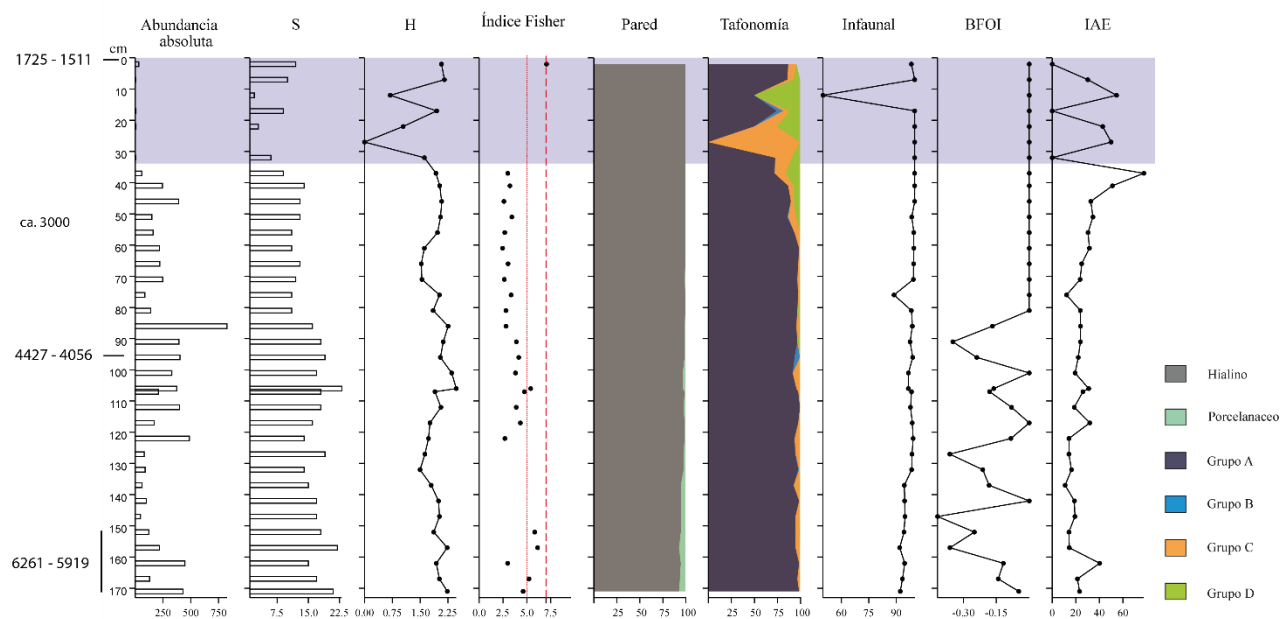 Abundancia absoluta
S
H
Índice Fisher
Pared
Tafonomía
Infaunal
BFOI
IAE
cm
1725 - 1511
ca. 3000
4427 - 4056
6261 - 5919
0
10
20
30
40
50
60
70
80
90
100
110
120
130
140
150
160
170
250 500 750
0.0 7.5 15.0 22.5
0.00 0.75 1.50 2.25
0.0 2.5 5.0 7.5
0 25 50 75 100
0 25 50 75 100
60 90
-0.30 -0.15
0 20 40 60
Hialino
Porcelanaceo
Grupo A
Grupo B
Grupo C
Grupo D